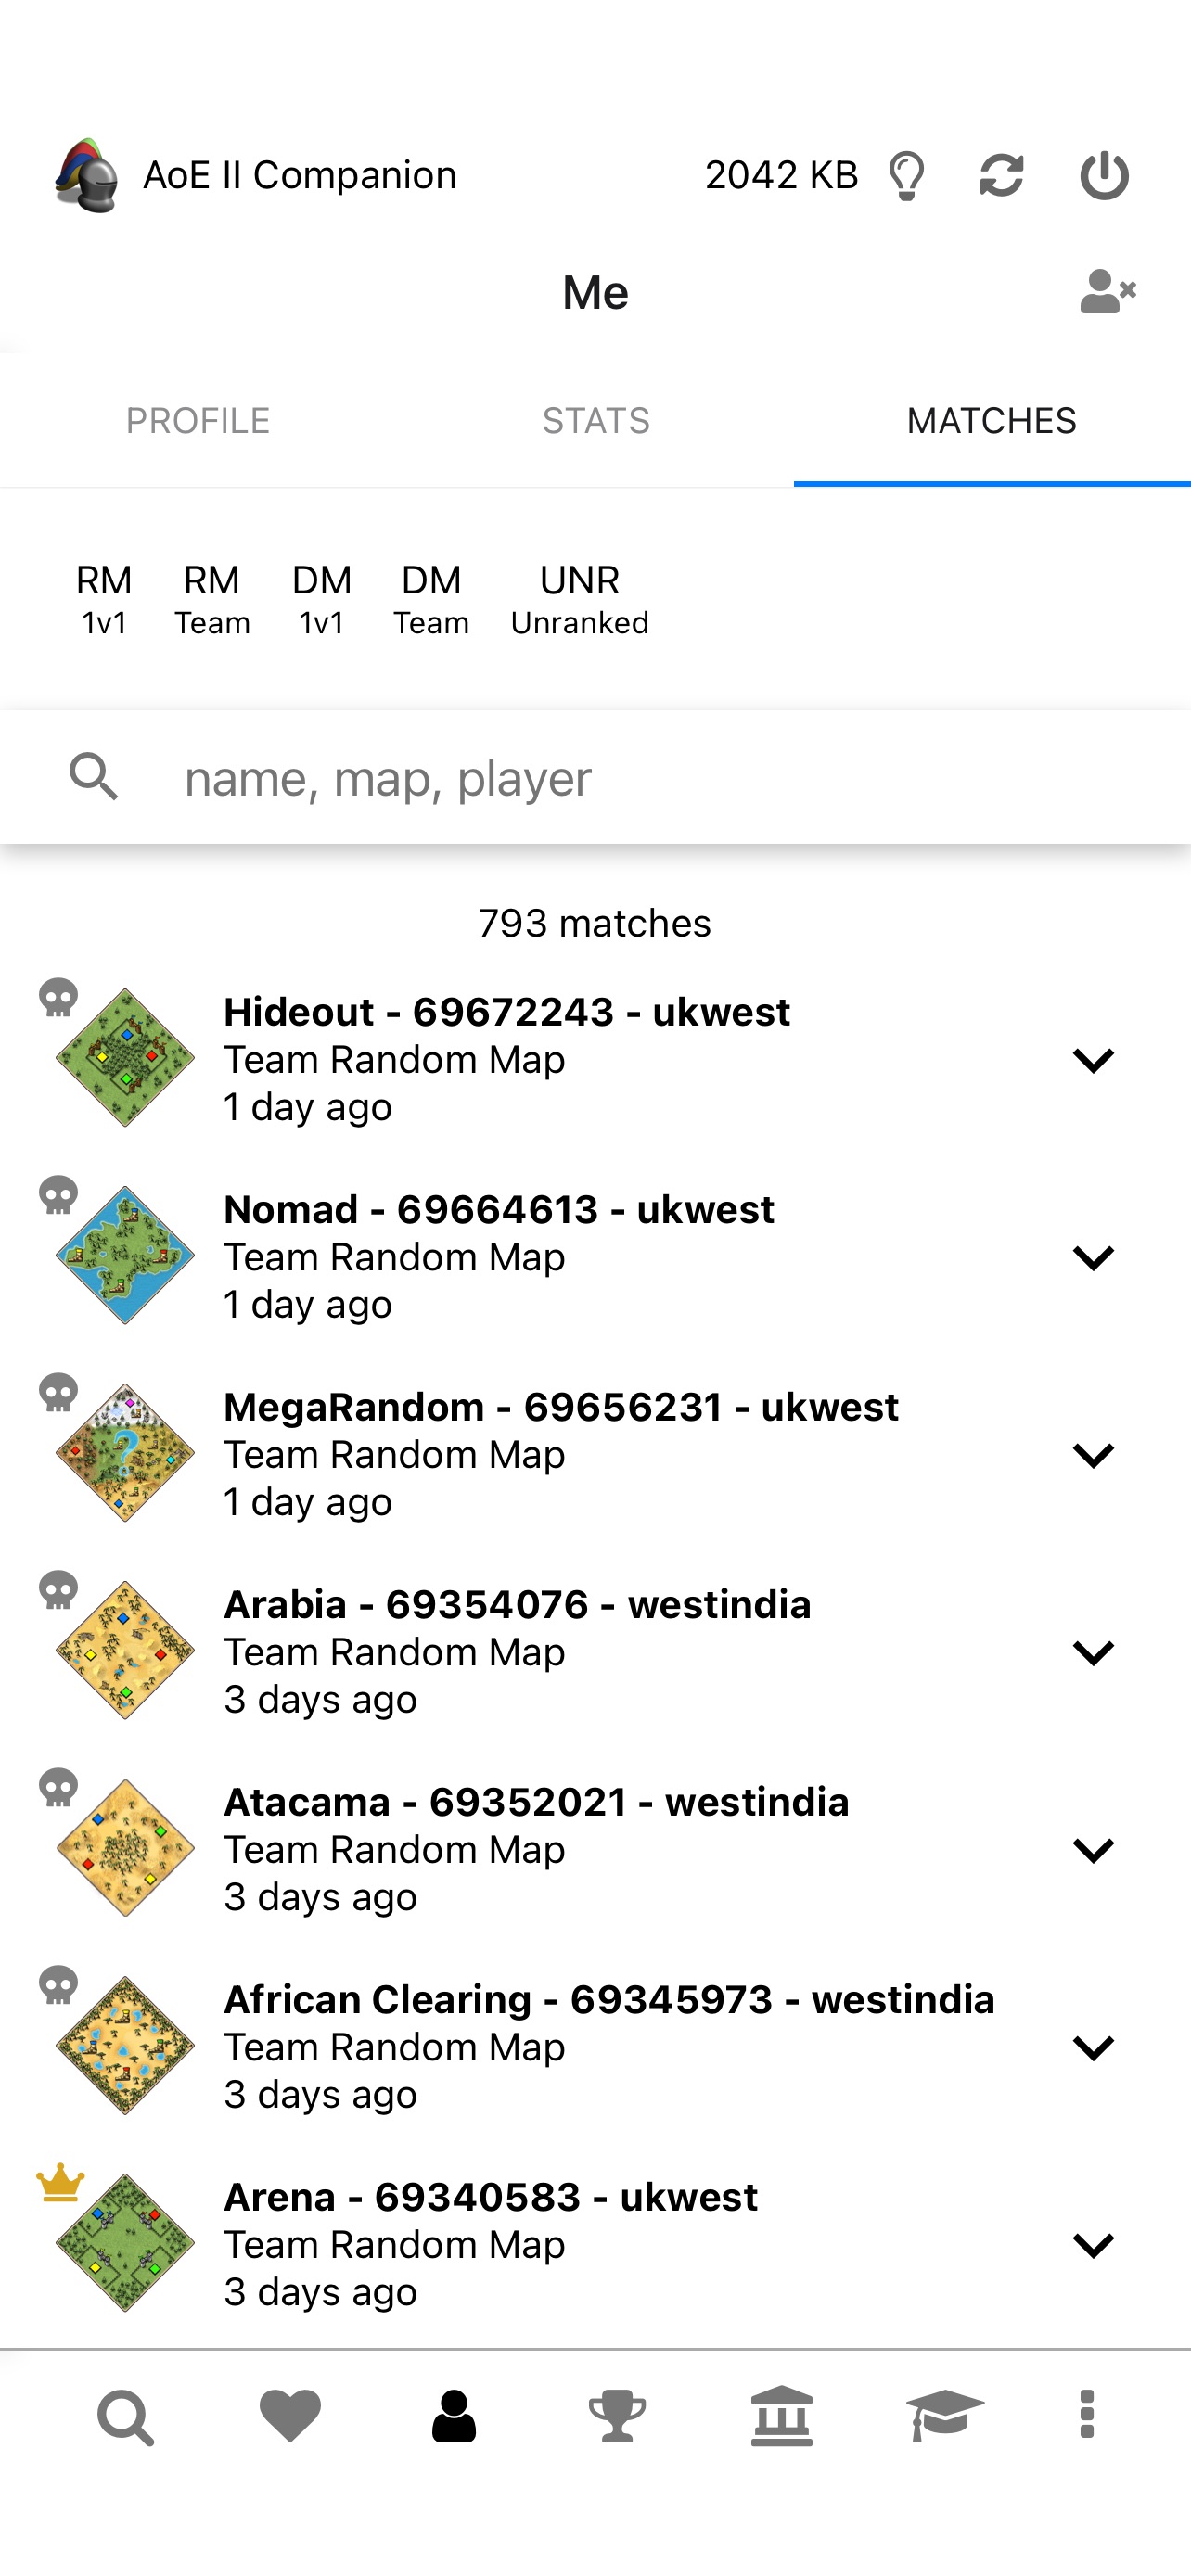 AoE II Companion
2042 KB
Me
PROFILE
STATS
MATCHES
RM
1v1
RM
Team
DM
1v1
DM
Team
UNR
Unranked
name, map, player
793 matches
Hideout - 69672243 - ukwest
Team Random Map
1 day ago
Nomad - 69664613 - ukwest
Team Random Map
1 day ago
MegaRandom - 69656231 - ukwest
Team Random Map
1 day ago
Arabia - 69354076 - westindia
Team Random Map
3 days ago
Atacama - 69352021 - westindia
Team Random Map
3 days ago
African Clearing - 69345973 - westindia
Team Random Map
3 days ago
Arena - 69340583 - ukwest
Team Random Map
3 days ago